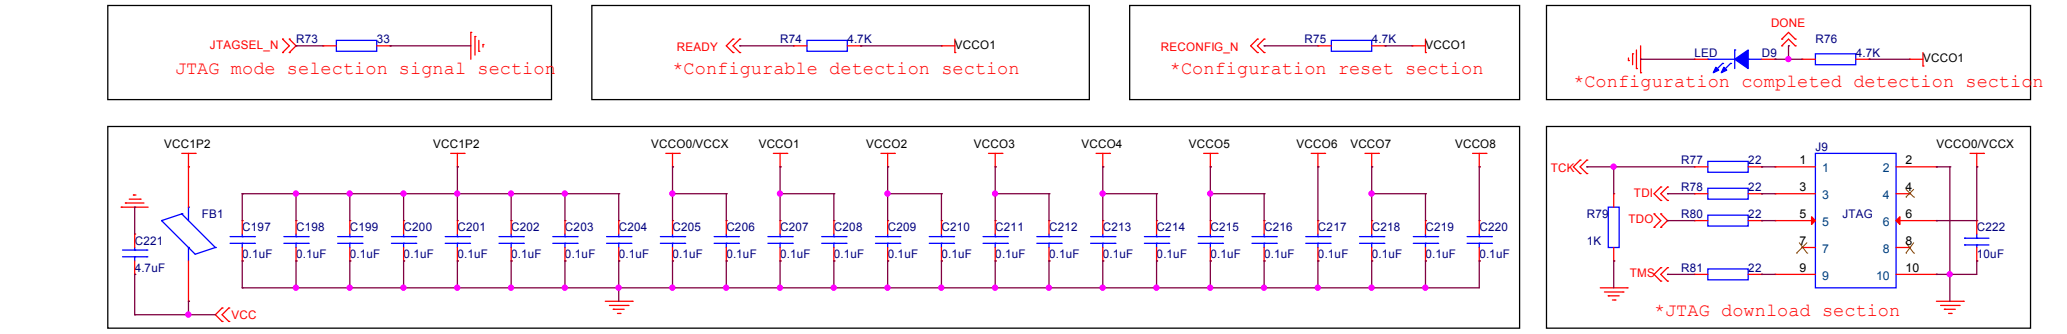 JTAGSEL_N R73 33
JTAG mode selection signal section
READY R74 4.7K VCCO1
*Configurable detection section
RECONFIG_N R75 4.7K VCCO1
*Configuration reset section
DONE
LED D9 R76 4.7K VCCO1
*Configuration completed detection section
VCC1P2 VCC1P2 VCCO0/VCCX VCCO1 VCCO2 VCCO3 VCCO4 VCCO5 VCCO6 VCCO7 VCCO8
FB1
C221 C197 C198 C199 C200 C201 C202 C203 C204 C205 C206 C207 C208 C209 C210 C211 C212 C213 C214 C215 C216 C217 C218 C219 C220
4.7uF 0.1uF 0.1uF 0.1uF 0.1uF 0.1uF 0.1uF 0.1uF 0.1uF 0.1uF 0.1uF 0.1uF 0.1uF 0.1uF 0.1uF 0.1uF 0.1uF 0.1uF 0.1uF 0.1uF 0.1uF 0.1uF 0.1uF 0.1uF 0.1uF
VCC
J9 VCCO0/VCCX
TCK R77 22 1 1 2 2
TDI R78 22 3 3 4 4
R79 TDO R80 22 5 5 JTAG 6 6 C222
1K 7 7 8 8 10uF
TMS R81 22 9 9 10 10
*JTAG download section